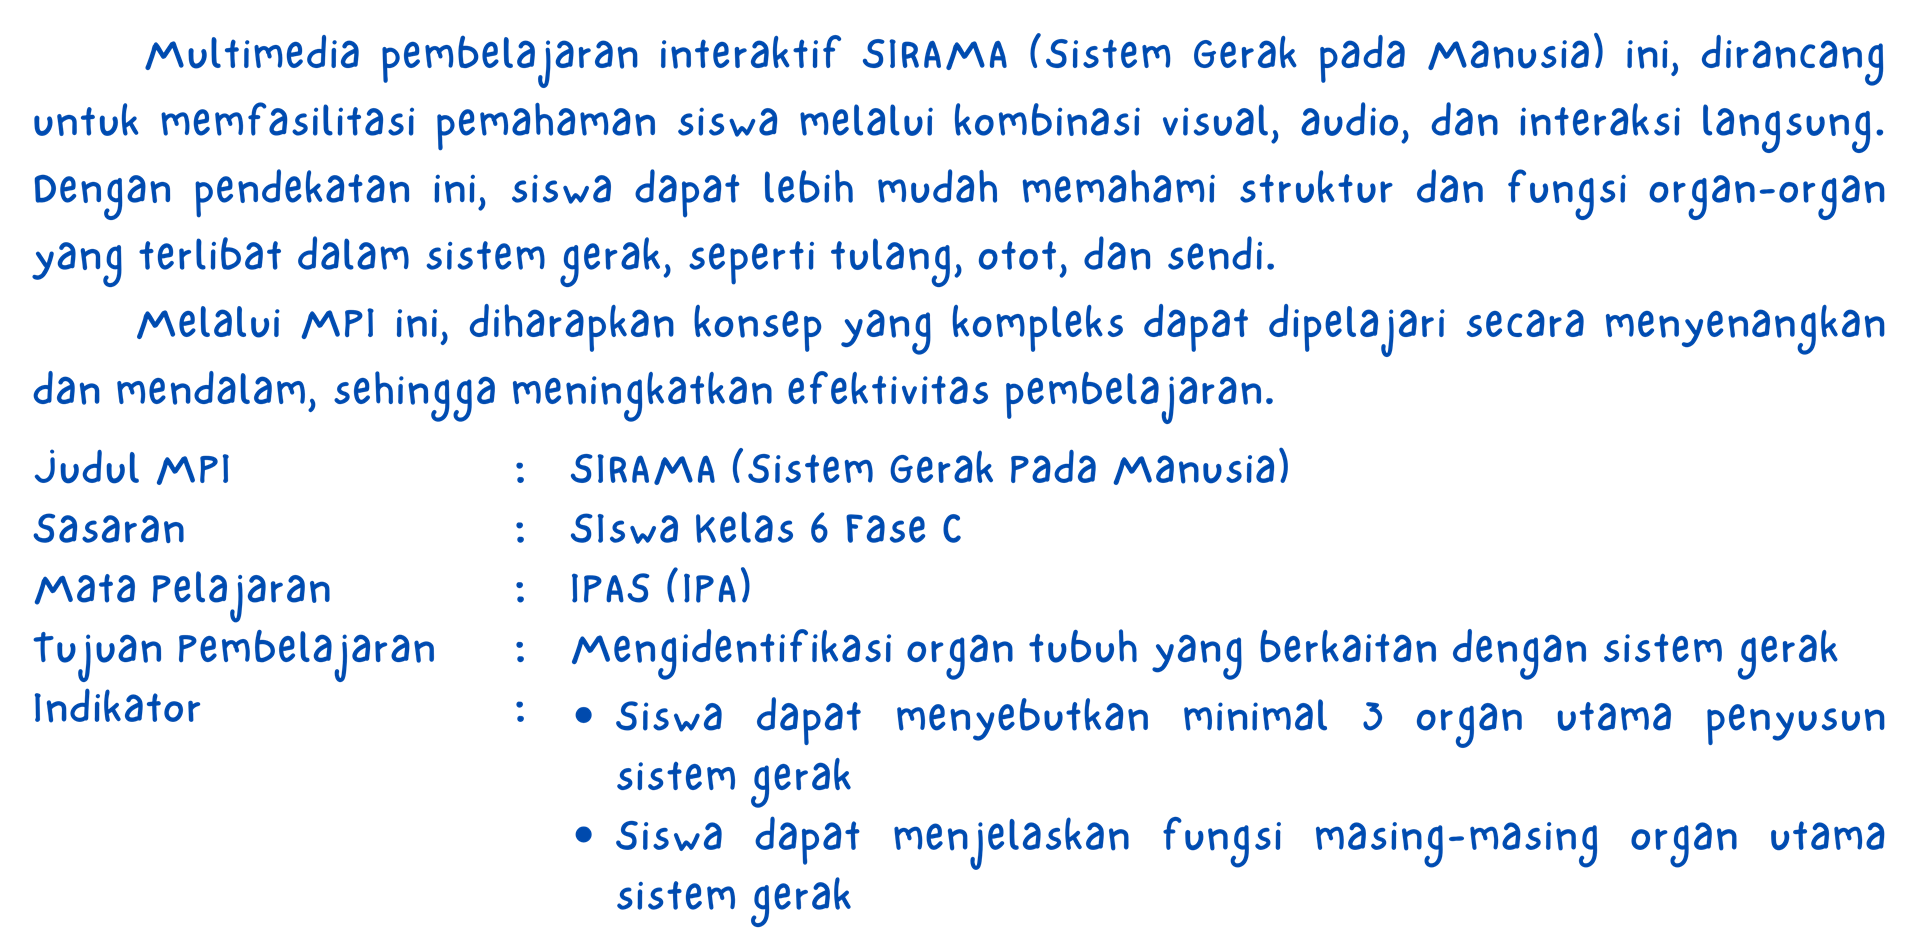 Multimedia pembelajaran interaktif SIRAMA (Sistem Gerak pada Manusia) ini, dirancang
untuk memfasilitasi pemahaman siswa melalui kombinasi visual, audio, dan interaksi langsung.
Dengan pendekatan ini, siswa dapat lebih mudah memahami struktur dan fungsi organ-organ
yang terlibat dalam sistem gerak, seperti tulang, otot, dan sendi.
Melalui MPI ini, diharapkan konsep yang kompleks dapat dipelajari secara menyenangkan
dan mendalam, sehingga meningkatkan efektivitas pembelajaran.
Judul MPI : SIRAMA (Sistem Gerak Pada Manusia)
Sasaran : SIswa Kelas 6 Fase C
Mata Pelajaran : IPAS (IPA)
Tujuan Pembelajaran : Mengidentifikasi organ tubuh yang berkaitan dengan sistem gerak
Indikator : • Siswa dapat menyebutkan minimal 3 organ utama penyusun
sistem gerak
• Siswa dapat menjelaskan fungsi masing-masing organ utama
sistem gerak